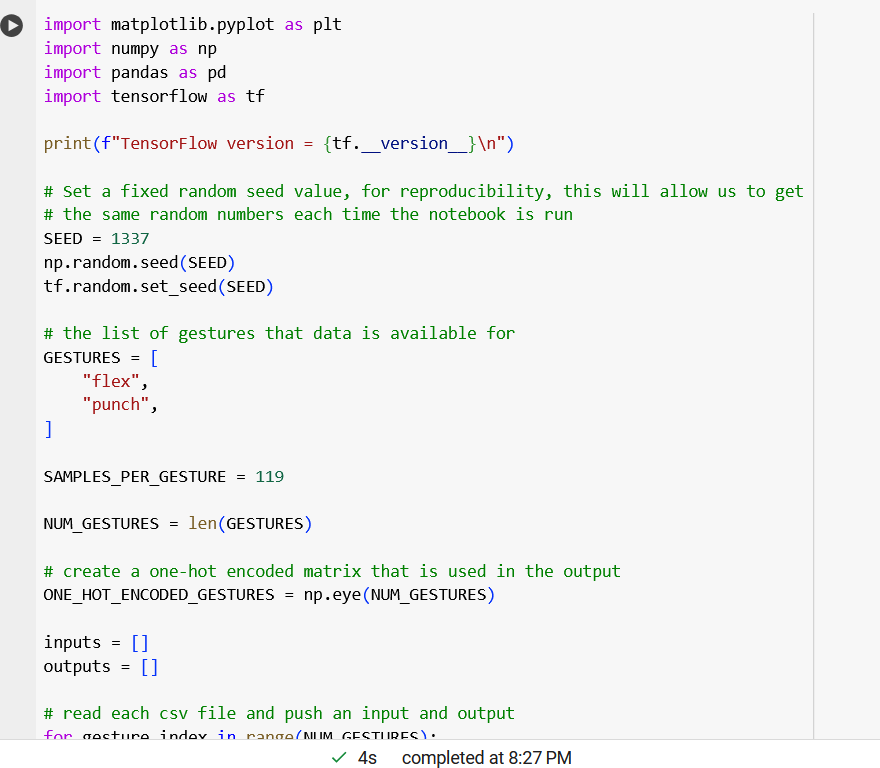 import matplotlib.pyplot as plt
import numpy as np
import pandas as pd
import tensorflow as tf
print(f"TensorFlow version = {tf.__version__}\n")
# Set a fixed random seed value, for reproducibility, this will allow us to get
# the same random numbers each time the notebook is run
SEED = 1337
np.random.seed(SEED)
tf.random.set_seed(SEED)
# the list of gestures that data is available for
GESTURES = [
    "flex",
    "punch",
]
SAMPLES_PER_GESTURE = 119
NUM_GESTURES = len(GESTURES)
# create a one-hot encoded matrix that is used in the output
ONE_HOT_ENCODED_GESTURES = np.eye(NUM_GESTURES)
inputs = []
outputs = []
# read each csv file and push an input and output
for gesture_index in range(NUM_GESTURES):
4s completed at 8:27 PM